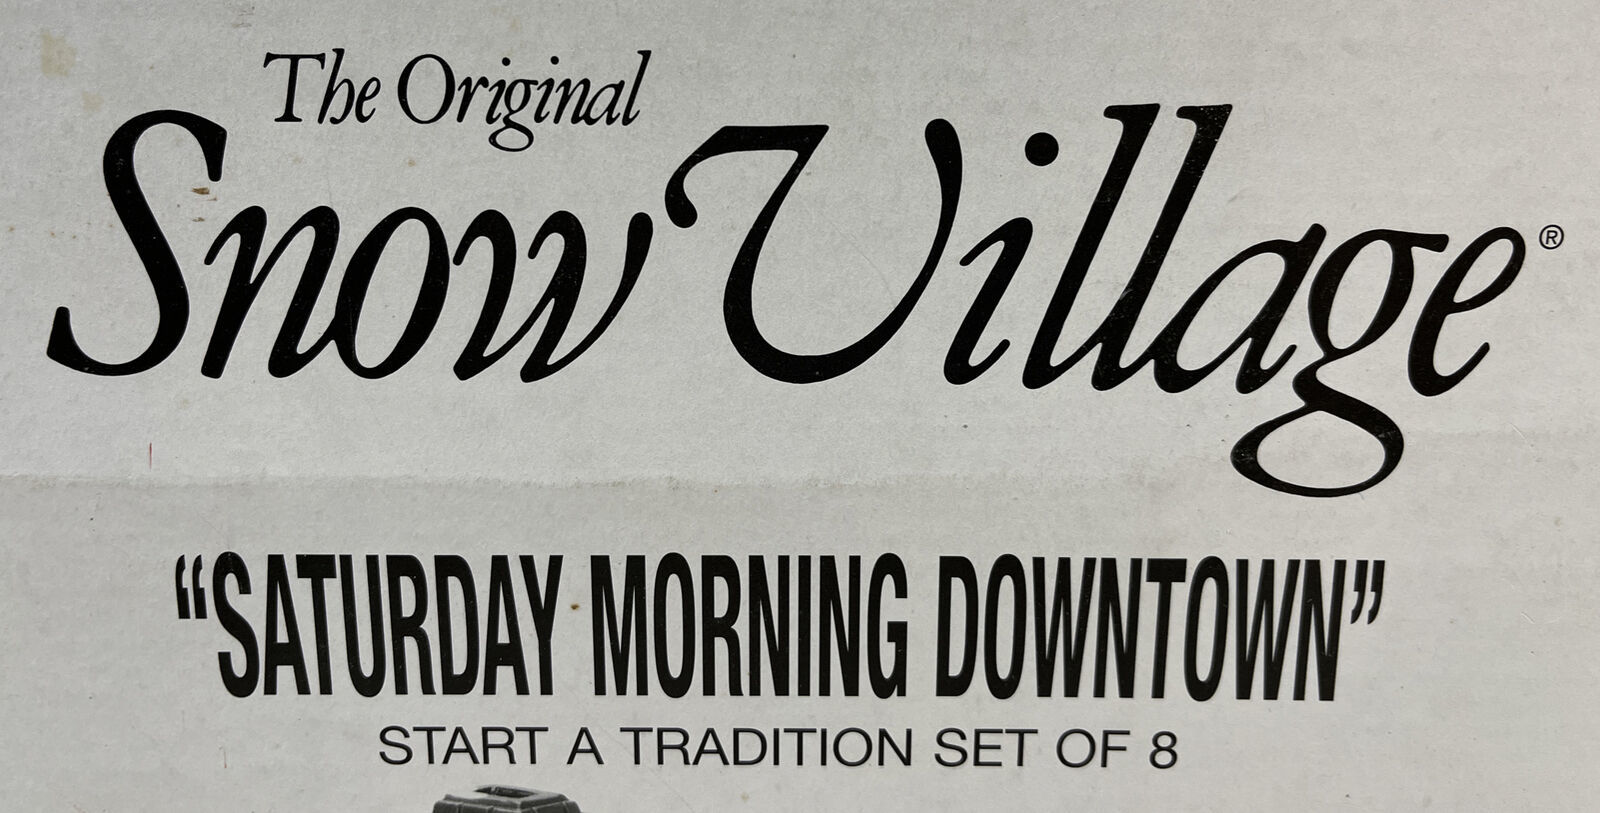 The Original
Snow Village®
“SATURDAY MORNING DOWNTOWN”
START A TRADITION SET OF 8